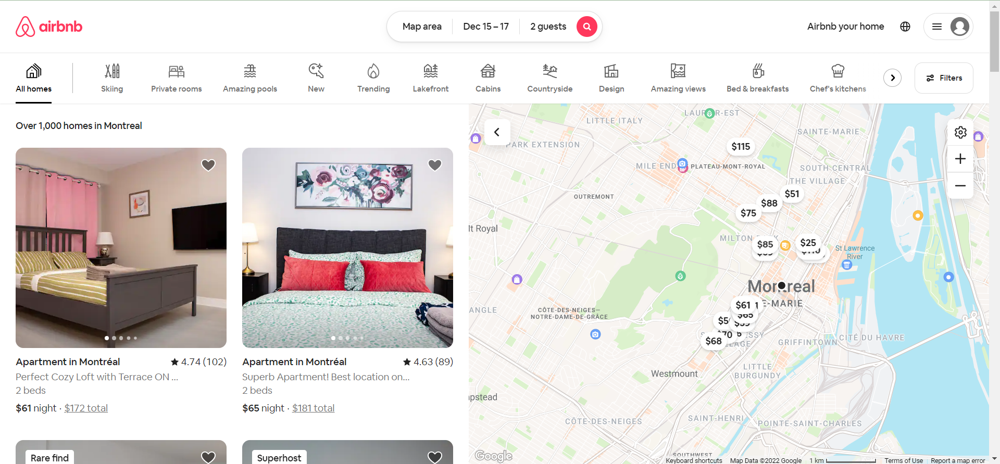 airbnb
Map area
Dec 15 – 17
2 guests
Airbnb your home
All homes
Skiing
Private rooms
Amazing pools
New
Trending
Lakefront
Cabins
Countryside
Design
Amazing views
Bed & breakfasts
Chef's kitchens
Filters
Over 1,000 homes in Montreal
Apartment in Montréal
4.74 (102)
Perfect Cozy Loft with Terrace ON ...
2 beds
$61 night · $172 total
Apartment in Montréal
4.63 (89)
Superb Apartment! Best location on...
2 beds
$65 night · $181 total
Rare find
Superhost
LITTLE ITALY
SAINTE-MARIE
PARK EXTENSION
$115
MILE END
PLATEAU-MONT-ROYAL
SOUTH CENTRAL
THE VILLAGE
OUTREMONT
$51
$88
$75
lt Royal
$85
$25
$110
St Lawrence
River
Montreal
E-MARIE
ANGLE
CÔTE-DES-NEIGES—
NOTRE-DAME-DE-GRÂCE
$61
$65
$59
$68
GRIFFINTOWN
CITÉ DU HAVRE
LITTLE
BURGUNDY
Westmount
mpstead
CÔTE-DES-NEIGES
SAINT-HENRI
POINTE-SAINT-CHARLES
SOUTHWEST
Google
Keyboard shortcuts
Map Data ©2022 Google
1 km
Terms of Use
Report a map error